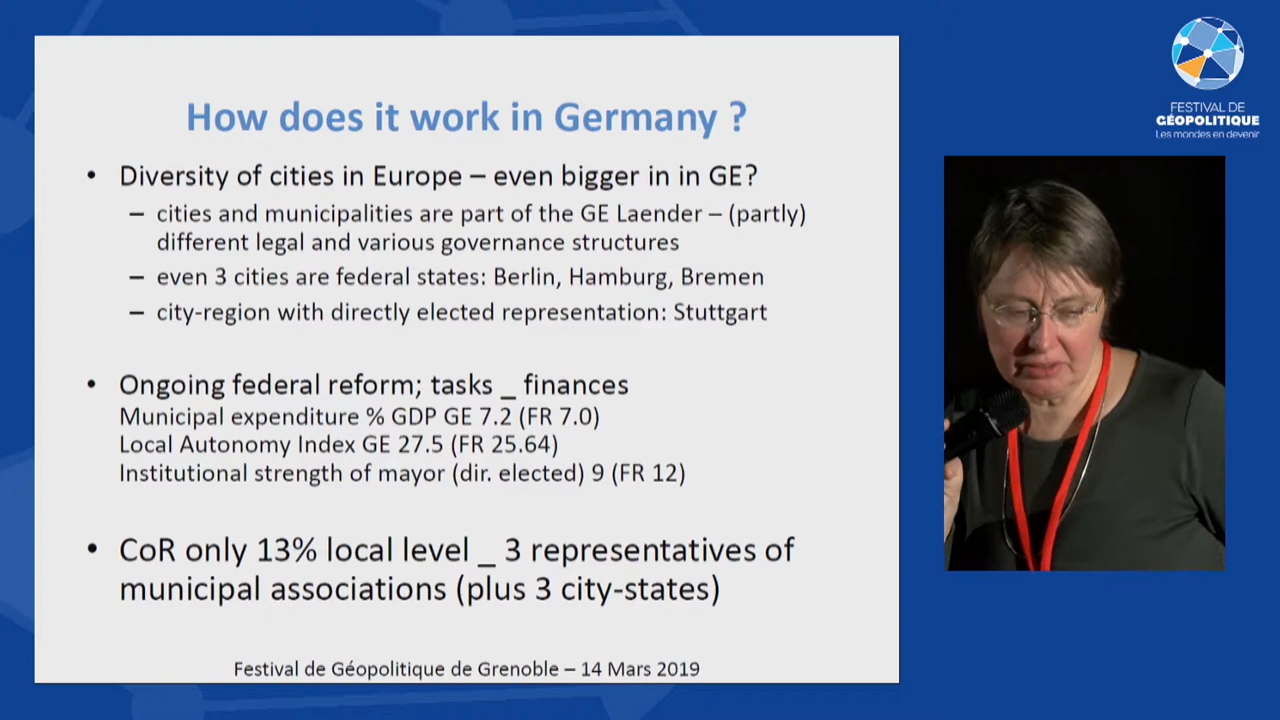 How does it work in Germany ?
• Diversity of cities in Europe – even bigger in in GE?
– cities and municipalities are part of the GE Laender – (partly)
different legal and various governance structures
– even 3 cities are federal states: Berlin, Hamburg, Bremen
– city-region with directly elected representation: Stuttgart
• Ongoing federal reform; tasks _ finances
Municipal expenditure % GDP GE 7.2 (FR 7.0)
Local Autonomy Index GE 27.5 (FR 25.64)
Institutional strength of mayor (dir. elected) 9 (FR 12)
• CoR only 13% local level _ 3 representatives of
municipal associations (plus 3 city-states)
Festival de Géopolitique de Grenoble – 14 Mars 2019
FESTIVAL DE
GÉOPOLITIQUE
Les mondes en devenir